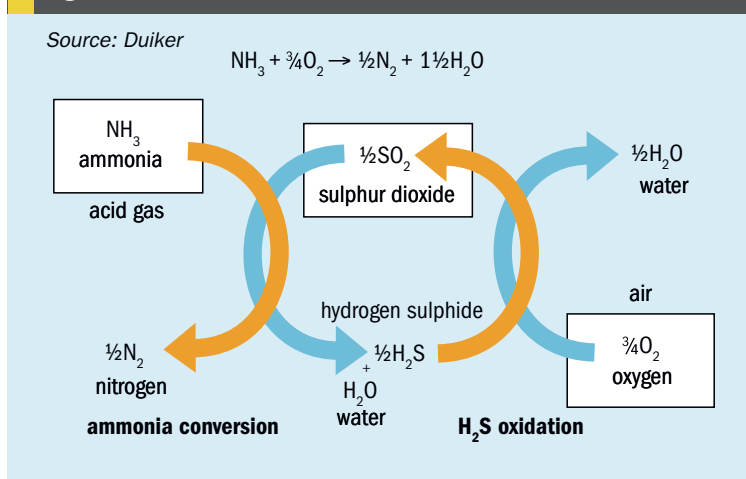 Source: Duiker
NH₃ + ¾O₂ → ½N₂ + 1½H₂O
NH₃
ammonia
acid gas
½SO₂
sulphur dioxide
½H₂O
water
hydrogen sulphide
air
½N₂
nitrogen
½H₂S
+
H₂O
water
¾O₂
oxygen
ammonia conversion
H₂S oxidation